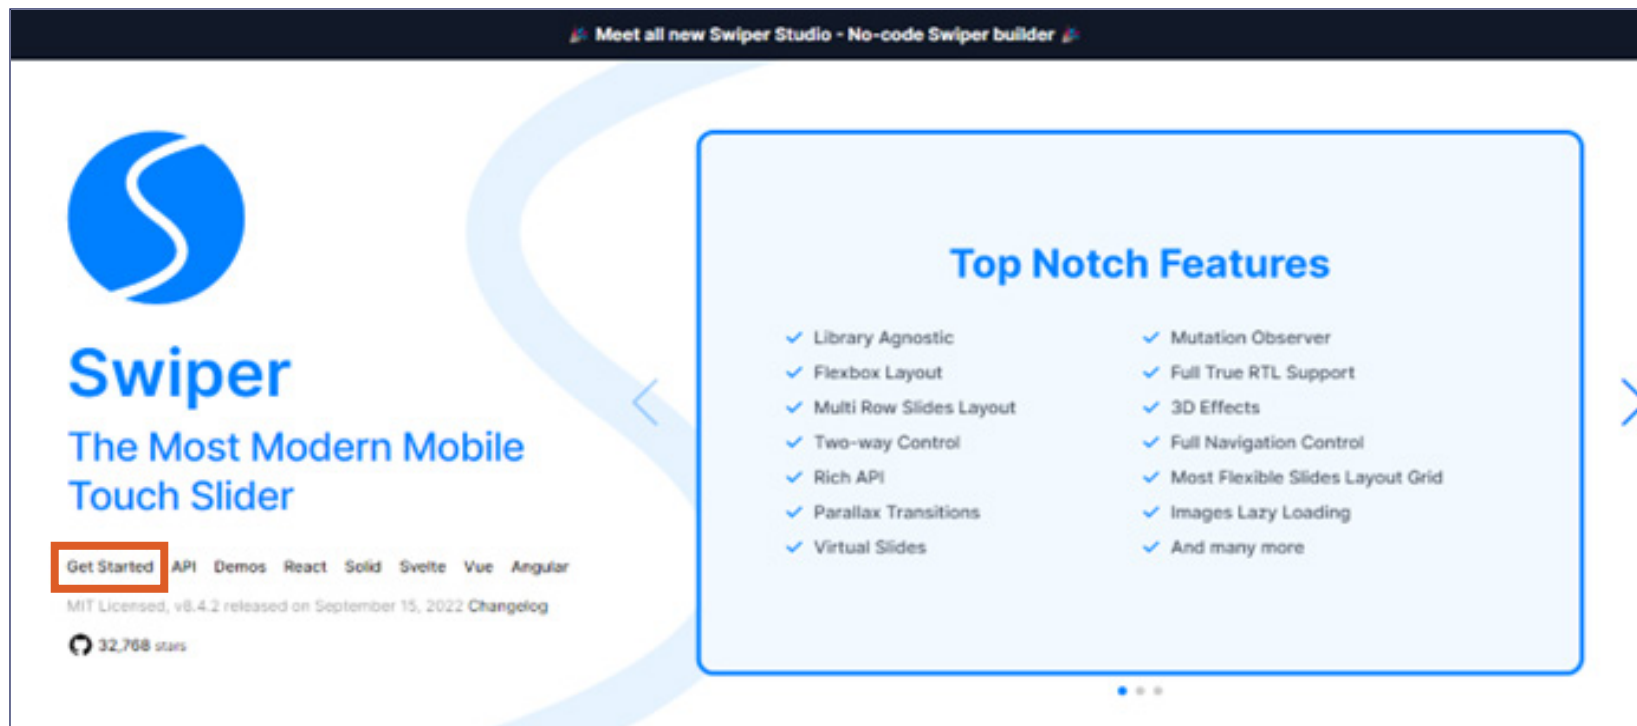 🎉 Meet all new Swiper Studio - No-code Swiper builder 🎉
Swiper
The Most Modern Mobile
Touch Slider
Get Started API Demos React Solid Svelte Vue Angular
MIT Licensed, v8.4.2 released on September 15, 2022 Changelog
32,768 stars
Top Notch Features
Library Agnostic
Flexbox Layout
Multi Row Slides Layout
Two-way Control
Rich API
Parallax Transitions
Virtual Slides
Mutation Observer
Full True RTL Support
3D Effects
Full Navigation Control
Most Flexible Slides Layout Grid
Images Lazy Loading
And many more